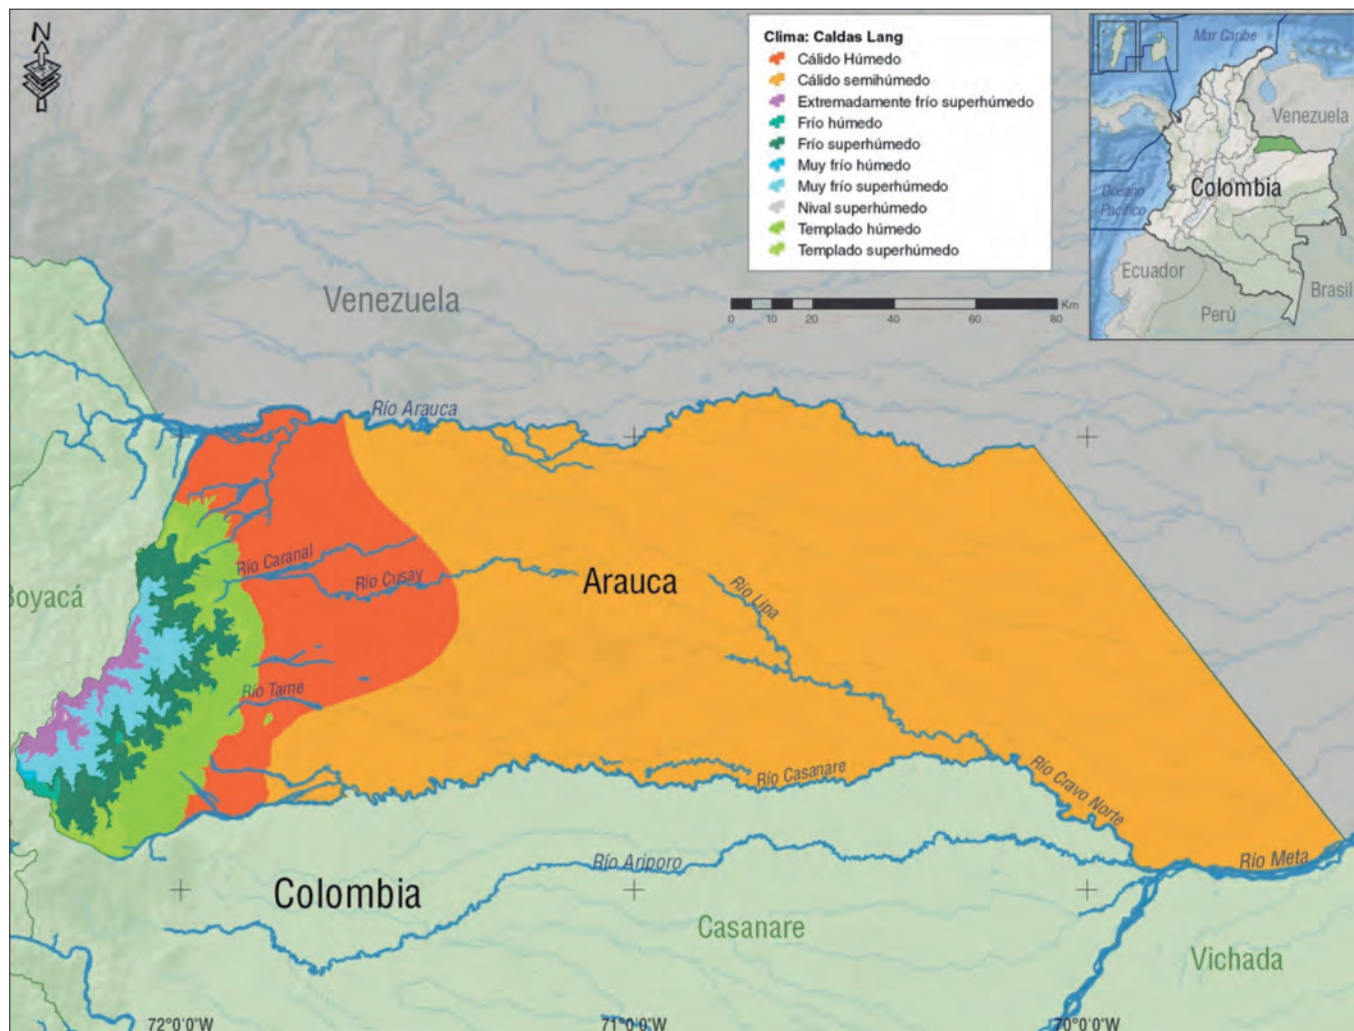 N
Clima: Caldas Lang
Cálido Húmedo
Cálido semihúmedo
Extremadamente frío superhúmedo
Frío húmedo
Frío superhúmedo
Muy frío húmedo
Muy frío superhúmedo
Nival superhúmedo
Templado húmedo
Templado superhúmedo
Km
0 10 20 40 60 80
Mar Caribe
Venezuela
Océano
Pacífico
Colombia
Ecuador
Perú
Brasil
Venezuela
Río Arauca
Río Caranal
Río Cusay
Arauca
Río Lipa
Boyacá
Río Tame
Río Casanare
Río Cravo Norte
Río Ariporo
Río Meta
Colombia
Casanare
Vichada
72°0'0"W
71°0'0"W
70°0'0"W